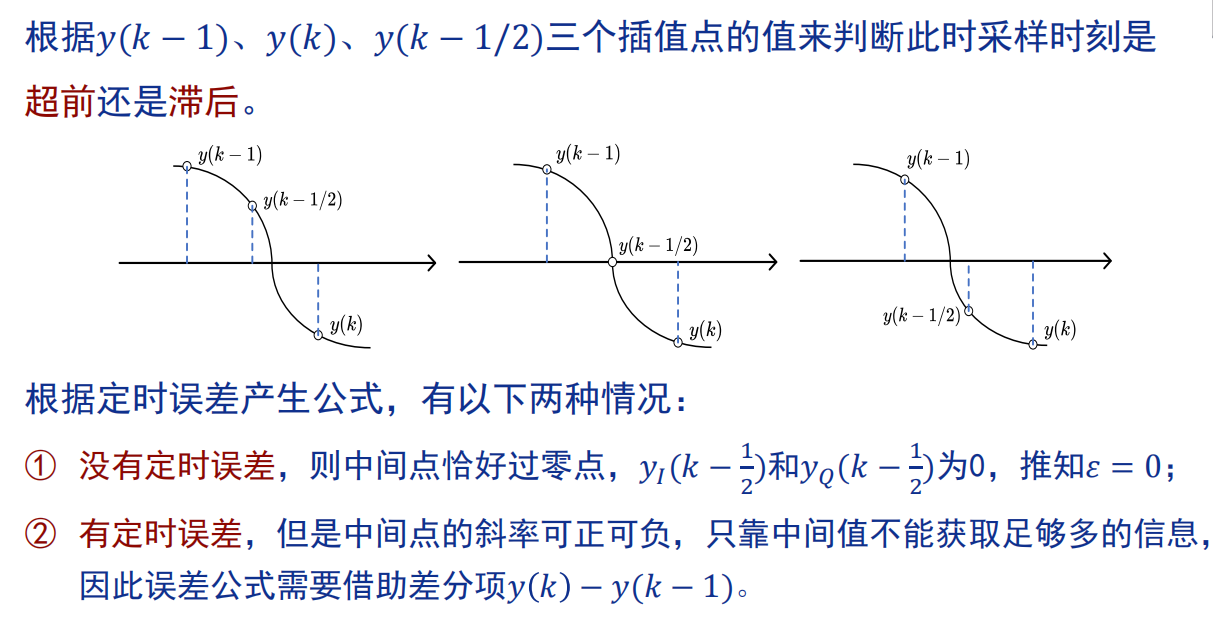 根据y(k − 1)、y(k)、y(k − 1/2)三个插值点的值来判断此时采样时刻是
超前还是滞后。
y(k − 1)
y(k − 1/2)
y(k)
y(k − 1)
y(k − 1/2)
y(k)
y(k − 1)
y(k − 1/2)
y(k)
根据定时误差产生公式，有以下两种情况：
① 没有定时误差，则中间点恰好过零点，y_I(k − 1/2)和y_Q(k − 1/2)为0，推知ε = 0；
② 有定时误差，但是中间点的斜率可正可负，只靠中间值不能获取足够多的信息，
因此误差公式需要借助差分项y(k) − y(k − 1)。